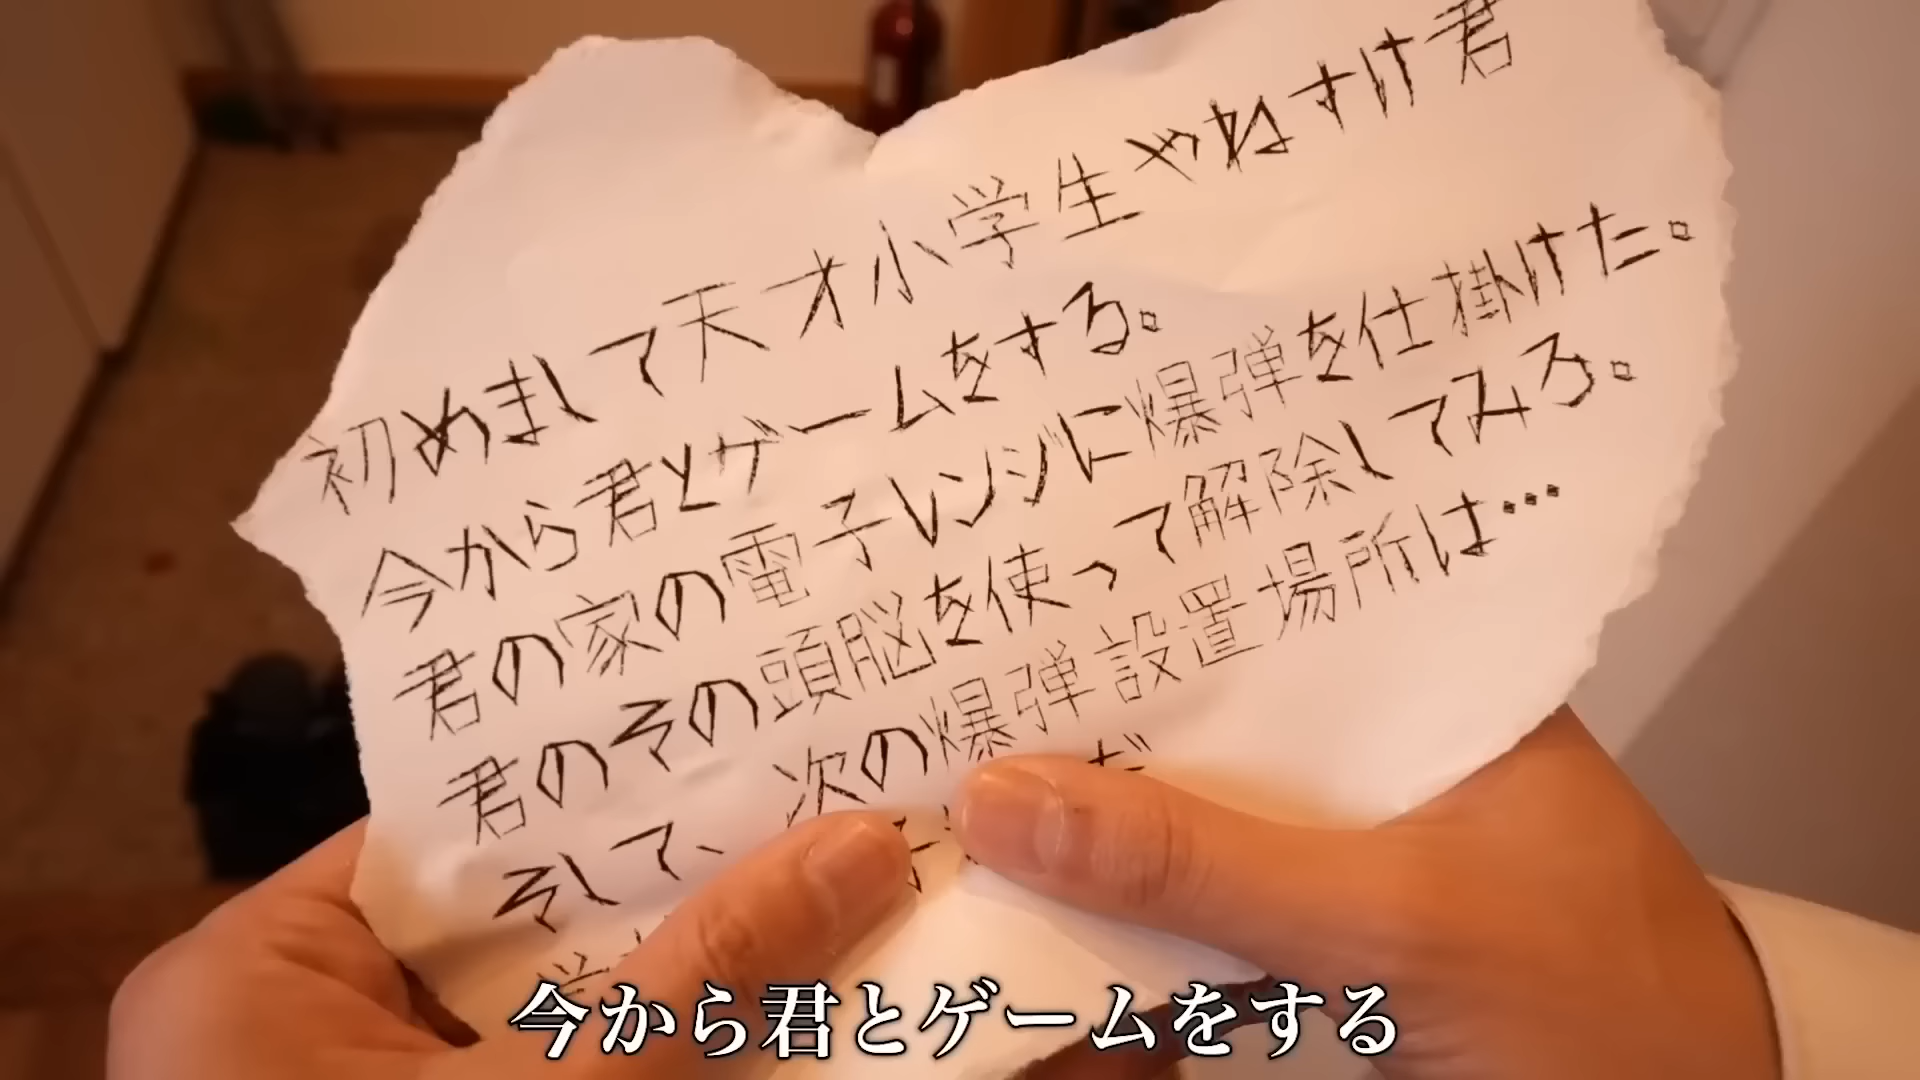 初めまして天才小学生やねすけ君
今から君とゲームをする。
君の家の電子レンジに爆弾を仕掛けた。
君のその頭脳を使って解除してみろ。
そして、次の爆弾設置場所は…
今から君とゲームをする